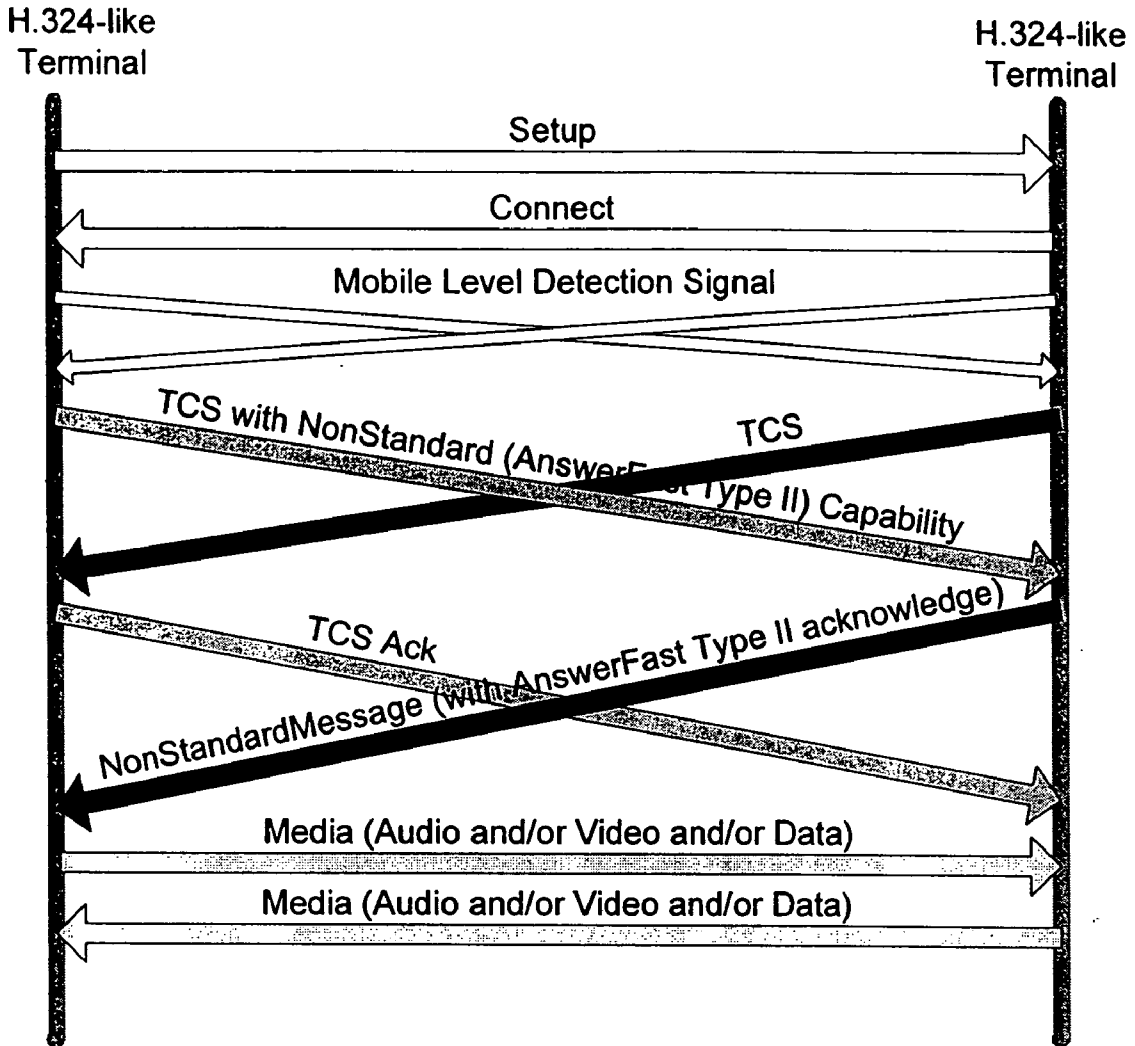 H.324-like
Terminal
H.324-like
Terminal
Setup
Connect
Mobile Level Detection Signal
TCS with NonStandard (AnswerFast Type II) Capability
TCS
TCS Ack
NonStandardMessage (with AnswerFast Type II acknowledge)
Media (Audio and/or Video and/or Data)
Media (Audio and/or Video and/or Data)